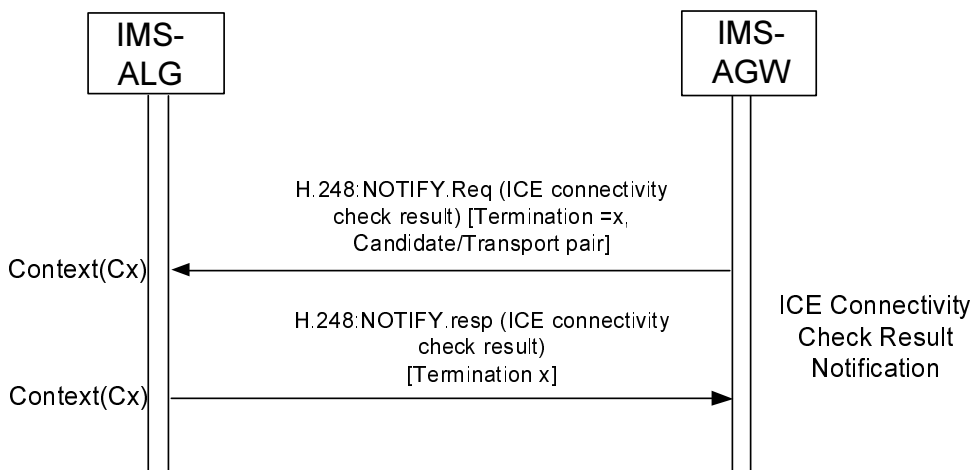 IMS-
ALG
IMS-
AGW
H.248:NOTIFY.Req (ICE connectivity
check result) [Termination =x,
Candidate/Transport pair]
Context(Cx)
H.248:NOTIFY.resp (ICE connectivity
check result)
[Termination x]
Context(Cx)
ICE Connectivity
Check Result
Notification